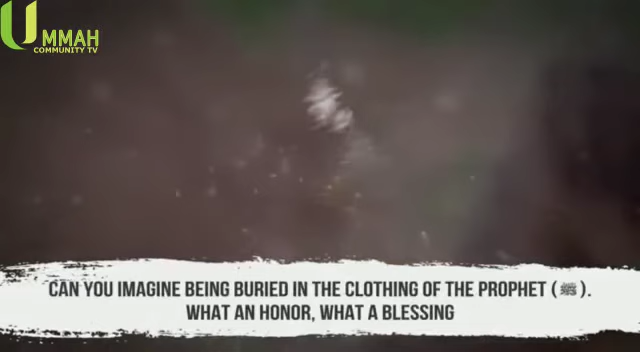 UMMAH
COMMUNITY TV
CAN YOU IMAGINE BEING BURIED IN THE CLOTHING OF THE PROPHET (ﷺ).
WHAT AN HONOR, WHAT A BLESSING